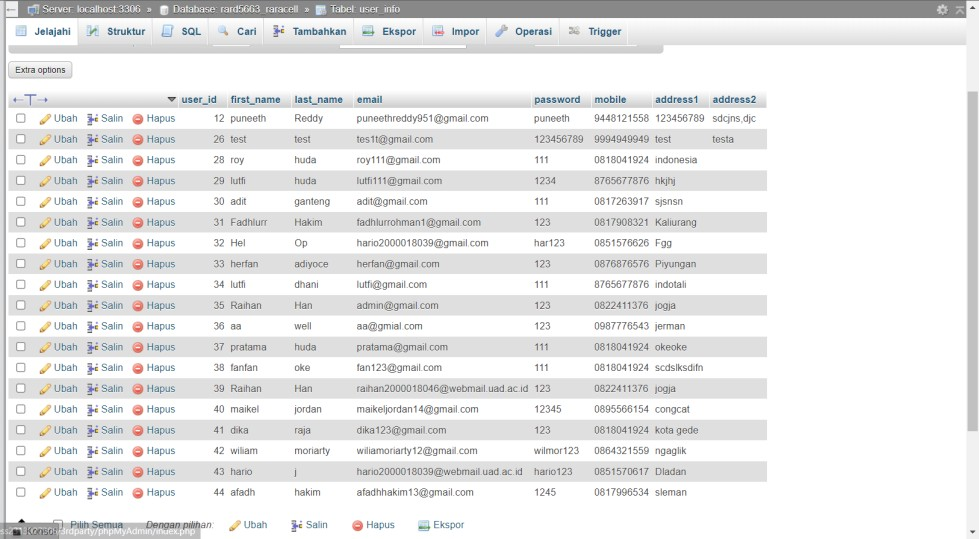 Server: localhost:3306 » Database: rard5663_raracell » Tabel: user_info
Jelajahi Struktur SQL Cari Tambahkan Ekspor Impor Operasi Trigger
Extra options
user_id first_name last_name email password mobile address1 address2
Ubah Salin Hapus 12 puneeth Reddy puneethreddy951@gmail.com puneeth 9448121558 123456789 sdcjns,djc
Ubah Salin Hapus 26 test test tes1t@gmail.com 123456789 9994949949 test testa
Ubah Salin Hapus 28 roy huda roy111@gmail.com 111 0818041924 indonesia
Ubah Salin Hapus 29 lutfi huda lutfi111@gmail.com 1234 8765677876 hkjhj
Ubah Salin Hapus 30 adit ganteng adit@gmail.com 111 0817263917 sjsnsn
Ubah Salin Hapus 31 Fadhlurr Hakim fadhlurrohman1@gmail.com 123 0817908321 Kaliurang
Ubah Salin Hapus 32 Hel Op hario2000018039@gmail.com har123 0851576626 Fgg
Ubah Salin Hapus 33 herfan adiyoce herfan@gmail.com 123 0876876576 Piyungan
Ubah Salin Hapus 34 lutfi dhani lutfi@gmail.com 111 8765677876 indotali
Ubah Salin Hapus 35 Raihan Han admin@gmail.com 123 0822411376 jogja
Ubah Salin Hapus 36 aa well aa@gmial.com 123 0987776543 jerman
Ubah Salin Hapus 37 pratama huda pratama@gmail.com 111 0818041924 okeoke
Ubah Salin Hapus 38 fanfan oke fan123@gmail.com 111 0818041924 scdslksdifn
Ubah Salin Hapus 39 Raihan Han raihan2000018046@webmail.uad.ac.id 123 0822411376 jogja
Ubah Salin Hapus 40 maikel jordan maikeljordan14@gmail.com 12345 0895566154 congcat
Ubah Salin Hapus 41 dika raja dika123@gmail.com 123 0818041924 kota gede
Ubah Salin Hapus 42 wiliam moriarty wiliamoriarty12@gmail.com wilmor123 0864321559 ngaglik
Ubah Salin Hapus 43 hario j hario2000018039@webmail.uad.ac.id hario123 0851570617 Dladan
Ubah Salin Hapus 44 afadh hakim afadhhakim13@gmail.com 1245 0817996534 sleman
Pilih Semua Dengan pilihan: Ubah Salin Hapus Ekspor
Konsol rdparty/phpMyAdmin/index.php